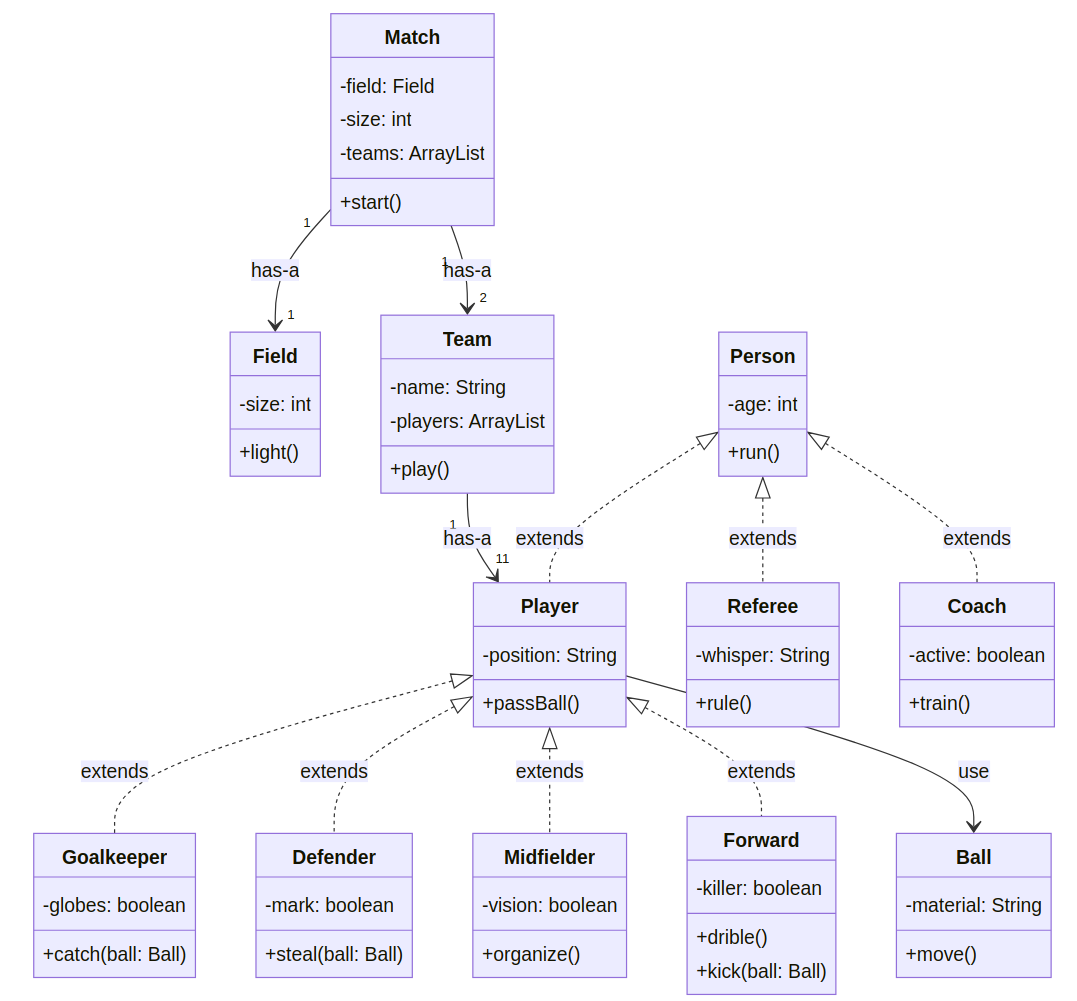 Match
-field: Field
-size: int
-teams: ArrayList
+start()
1
has-a
1
1
has-a
2
Field
-size: int
+light()
Team
-name: String
-players: ArrayList
+play()
Person
-age: int
+run()
1
has-a
11
extends
extends
extends
Player
-position: String
+passBall()
Referee
-whisper: String
+rule()
Coach
-active: boolean
+train()
extends
extends
extends
extends
use
Goalkeeper
-globes: boolean
+catch(ball: Ball)
Defender
-mark: boolean
+steal(ball: Ball)
Midfielder
-vision: boolean
+organize()
Forward
-killer: boolean
+drible()
+kick(ball: Ball)
Ball
-material: String
+move()